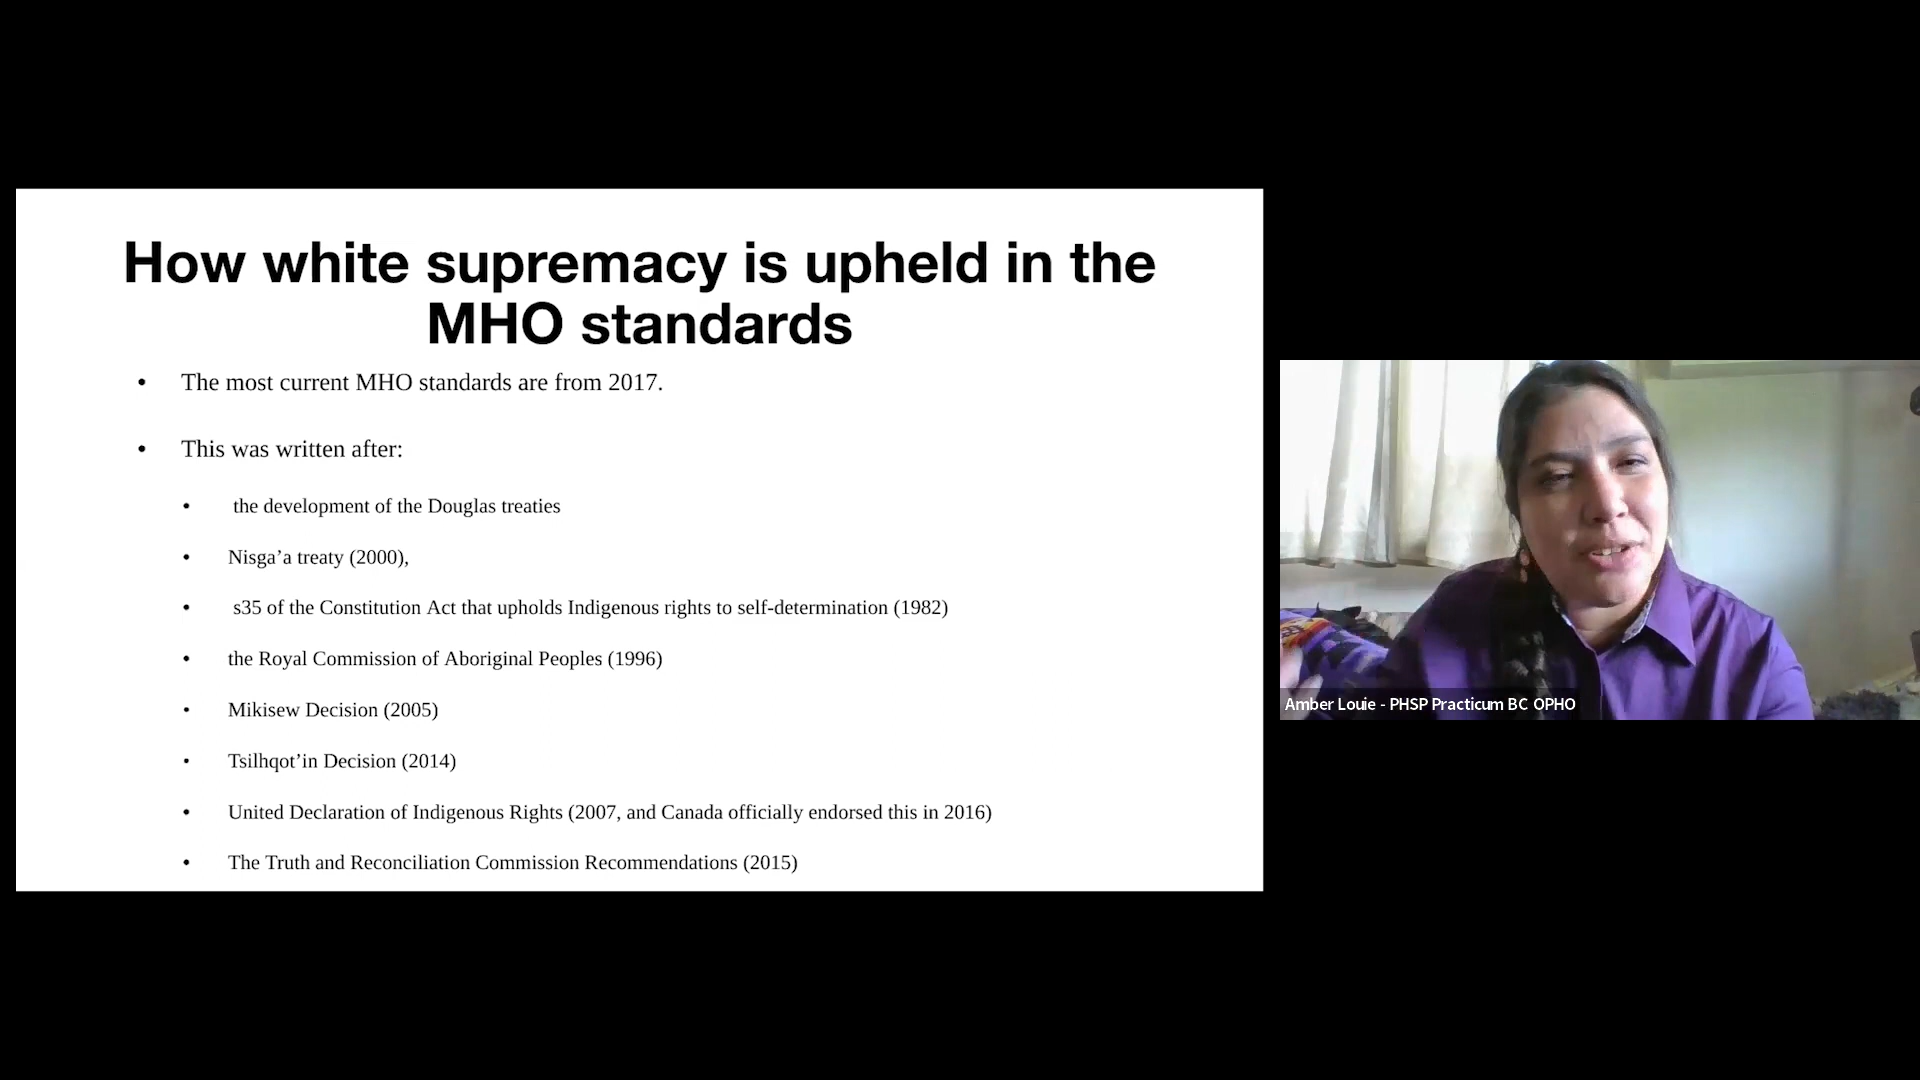 How white supremacy is upheld in the
MHO standards
• The most current MHO standards are from 2017.
• This was written after:
• the development of the Douglas treaties
• Nisga’a treaty (2000),
• s35 of the Constitution Act that upholds Indigenous rights to self-determination (1982)
• the Royal Commission of Aboriginal Peoples (1996)
• Mikisew Decision (2005)
• Tsilhqot’in Decision (2014)
• United Declaration of Indigenous Rights (2007, and Canada officially endorsed this in 2016)
• The Truth and Reconciliation Commission Recommendations (2015)
Amber Louie - PHSP Practicum BC OPHO